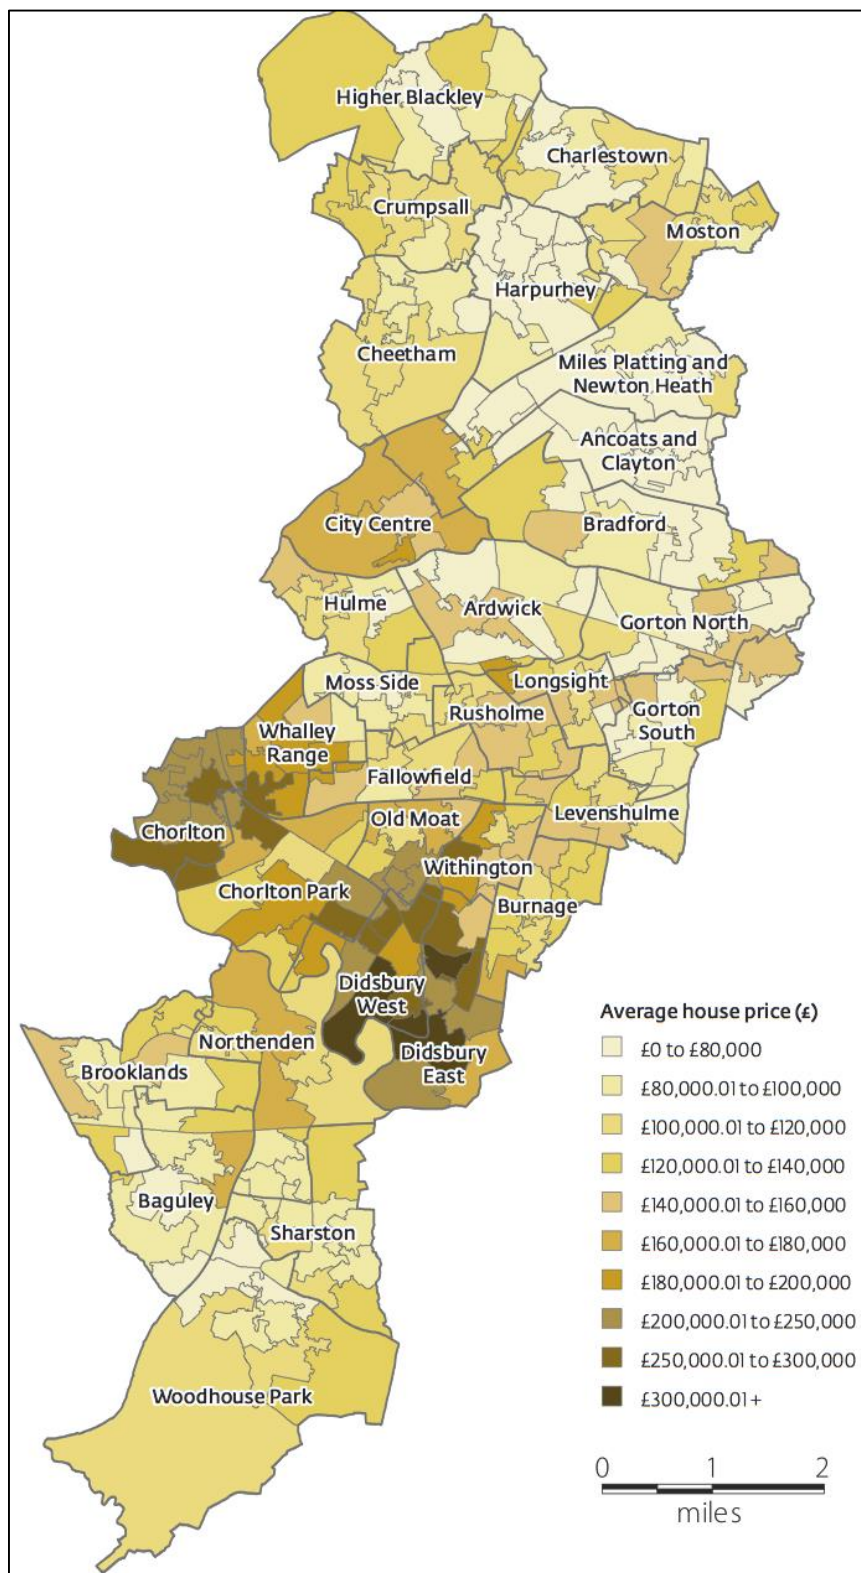 Higher Blackley
Charlestown
Crumpsall
Moston
Harpurhey
Cheetham
Miles Platting and
Newton Heath
Ancoats and
Clayton
City Centre
Bradford
Hulme
Ardwick
Gorton North
Moss Side
Longsight
Rusholme
Gorton
South
Whalley
Range
Fallowfield
Levenshulme
Old Moat
Chorlton
Withington
Chorlton Park
Burnage
Didsbury
West
Northenden
Didsbury
East
Brooklands
Baguley
Sharston
Woodhouse Park
Average house price (£)
£0 to £80,000
£80,000.01 to £100,000
£100,000.01 to £120,000
£120,000.01 to £140,000
£140,000.01 to £160,000
£160,000.01 to £180,000
£180,000.01 to £200,000
£200,000.01 to £250,000
£250,000.01 to £300,000
£300,000.01 +
0 1 2
miles